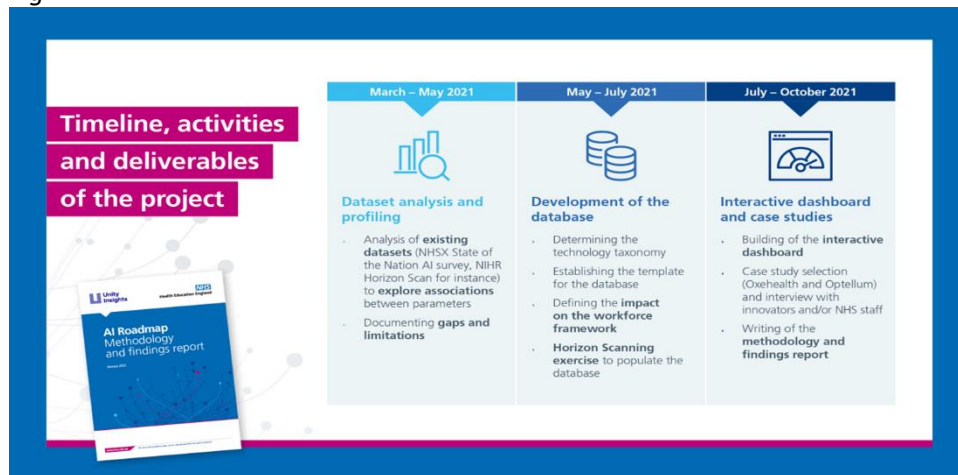 Timeline, activities
and deliverables
of the project
Unity
Insights
NHS
Health Education England
AI Roadmap
Methodology
and findings report
March – May 2021
Dataset analysis and
profiling
Analysis of existing
datasets (NHSX State of
the Nation AI survey, NIHR
Horizon Scan for instance)
to explore associations
between parameters
Documenting gaps and
limitations
May – July 2021
Development of the
database
Determining the
technology taxonomy
Establishing the template
for the database
Defining the impact
on the workforce
framework
Horizon Scanning
exercise to populate the
database
July – October 2021
Interactive dashboard
and case studies
Building of the interactive
dashboard
Case study selection
(Oxehealth and Optellum)
and interview with
innovators and/or NHS staff
Writing of the
methodology and
findings report